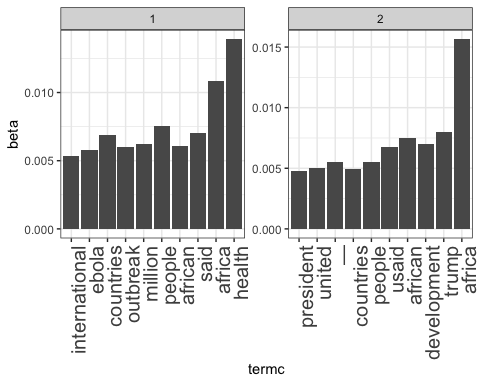 1
2
0.010
0.005
0.000
0.015
0.010
0.005
0.000
beta
international
ebola
countries
outbreak
million
people
african
said
africa
health
president
united
—
countries
people
usaid
african
development
trump
africa
termc